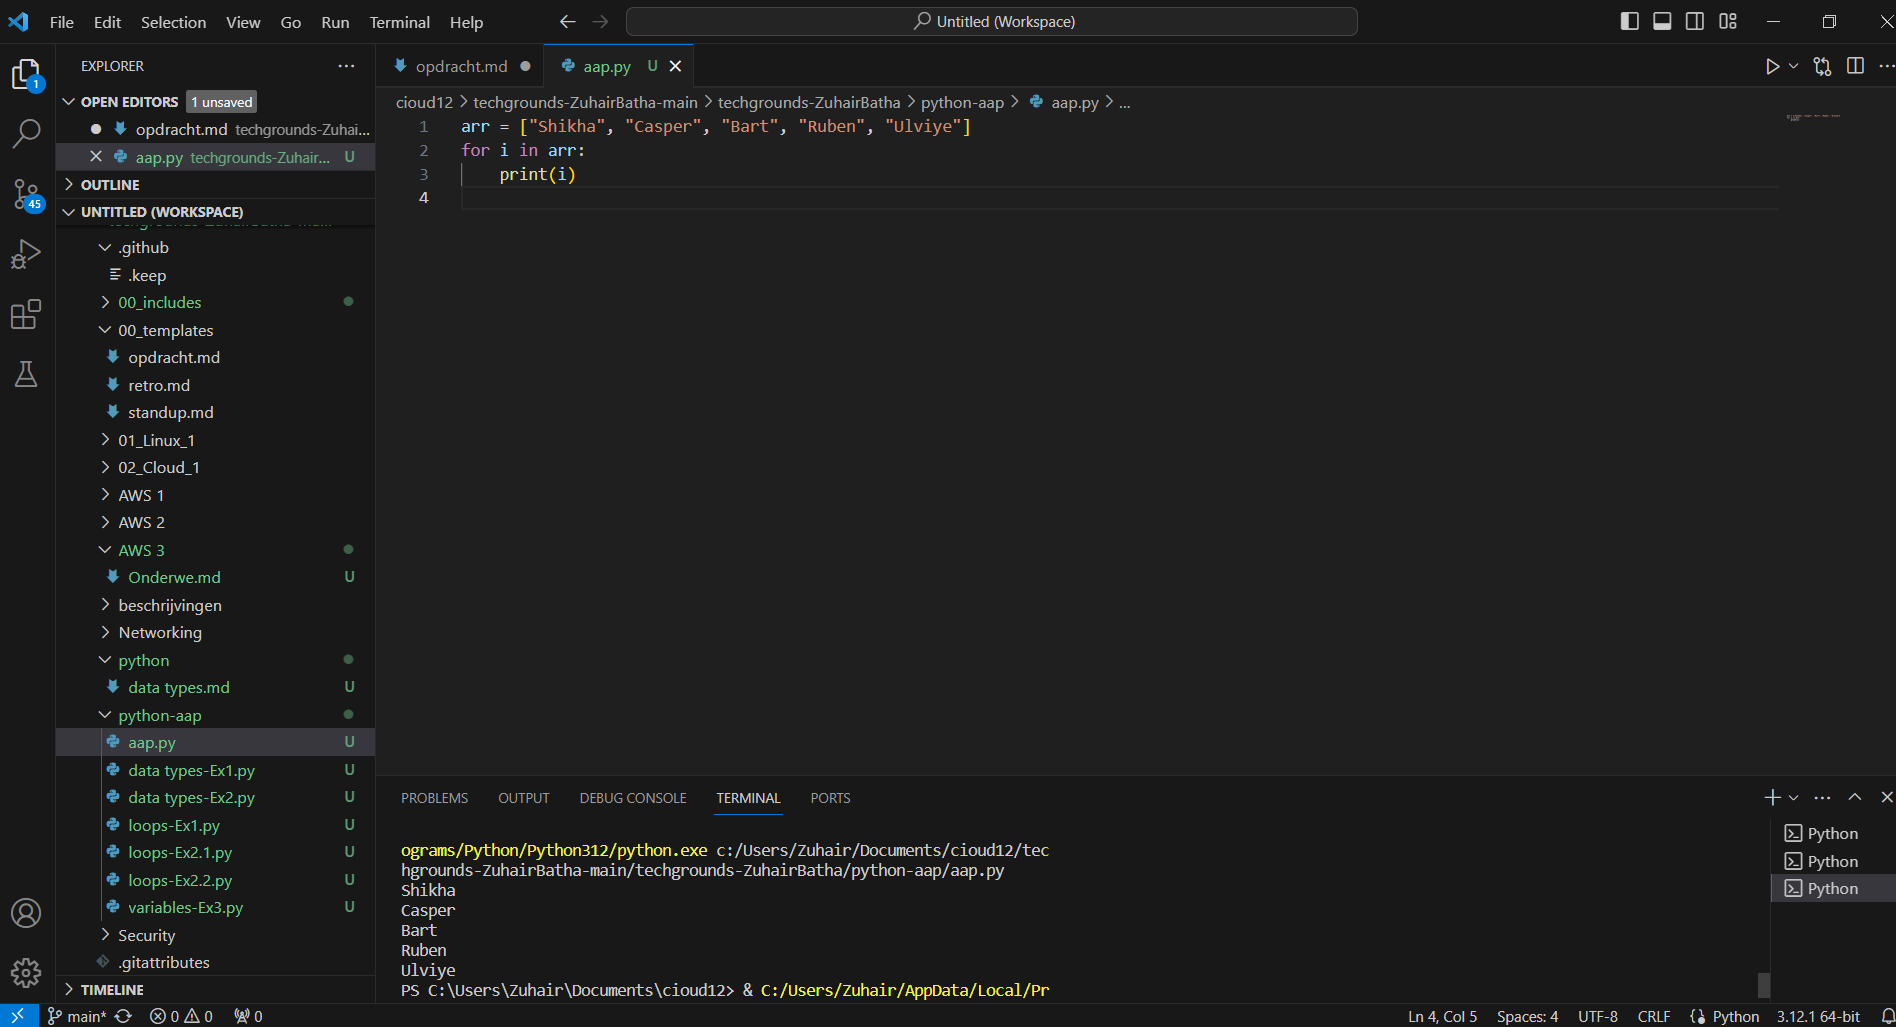 File Edit Selection View Go Run Terminal Help
Untitled (Workspace)
EXPLORER
1
OPEN EDITORS 1 unsaved
opdracht.md techgrounds-Zuhai...
aap.py techgrounds-Zuhair... U
45
OUTLINE
UNTITLED (WORKSPACE)
.github
.keep
00_includes
00_templates
opdracht.md
retro.md
standup.md
01_Linux_1
02_Cloud_1
AWS 1
AWS 2
AWS 3
Onderwe.md U
beschrijvingen
Networking
python
data types.md U
python-aap
aap.py U
data types-Ex1.py U
data types-Ex2.py U
loops-Ex1.py U
loops-Ex2.1.py U
loops-Ex2.2.py U
variables-Ex3.py U
Security
.gitattributes
TIMELINE
opdracht.md
aap.py U
cioud12 > techgrounds-ZuhairBatha-main > techgrounds-ZuhairBatha > python-aap > aap.py > ...
1 arr = ["Shikha", "Casper", "Bart", "Ruben", "Ulviye"]
2 for i in arr:
3 print(i)
4
PROBLEMS OUTPUT DEBUG CONSOLE TERMINAL PORTS
ograms/Python/Python312/python.exe c:/Users/Zuhair/Documents/cioud12/tec
hgrounds-ZuhairBatha-main/techgrounds-ZuhairBatha/python-aap/aap.py
Shikha
Casper
Bart
Ruben
Ulviye
PS C:\Users\Zuhair\Documents\cioud12> & C:/Users/Zuhair/AppData/Local/Pr
Python
Python
Python
main* 0 0 0
Ln 4, Col 5 Spaces: 4 UTF-8 CRLF Python 3.12.1 64-bit